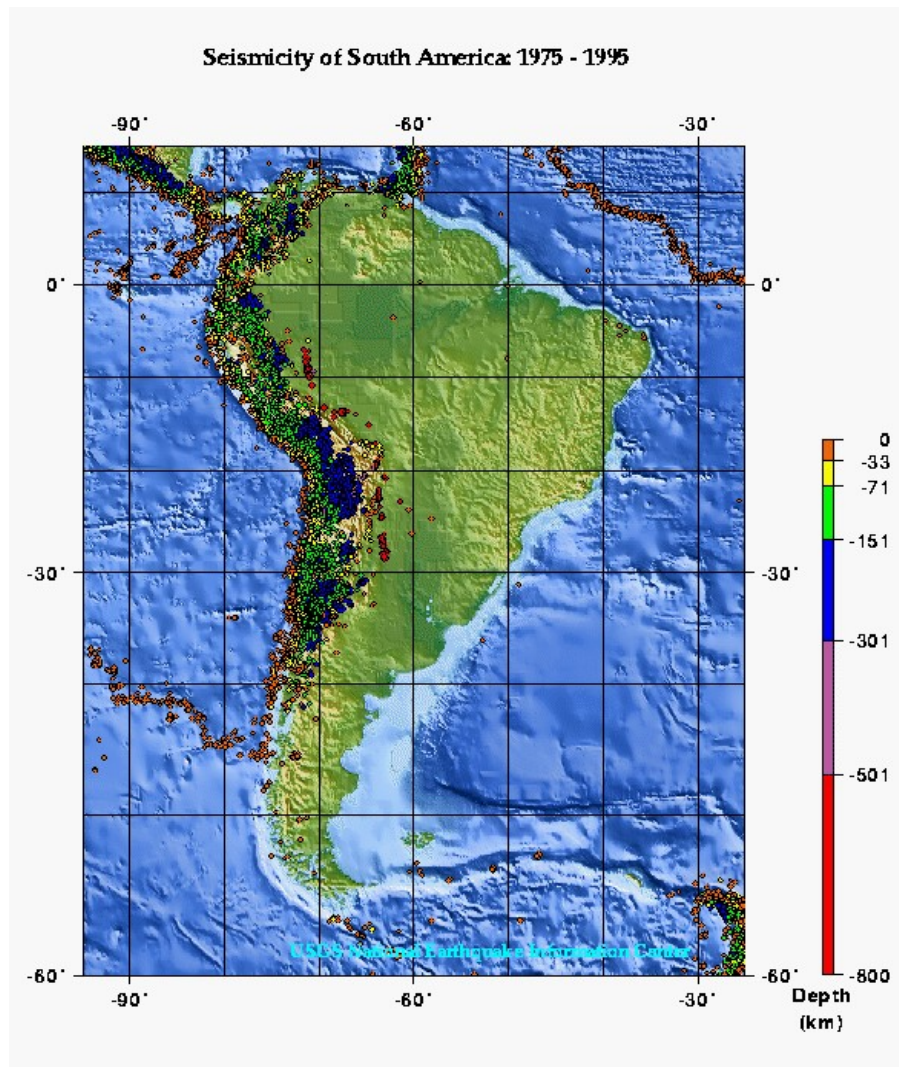 Seismicity of South America: 1975 - 1995
-90° -60° -30°
0° 0°
0
-33
-71
-151
-301
-501
-800
-30° -30°
USGS National Earthquake Information Center
-60° -60°
-90° -60° -30°
Depth
(km)